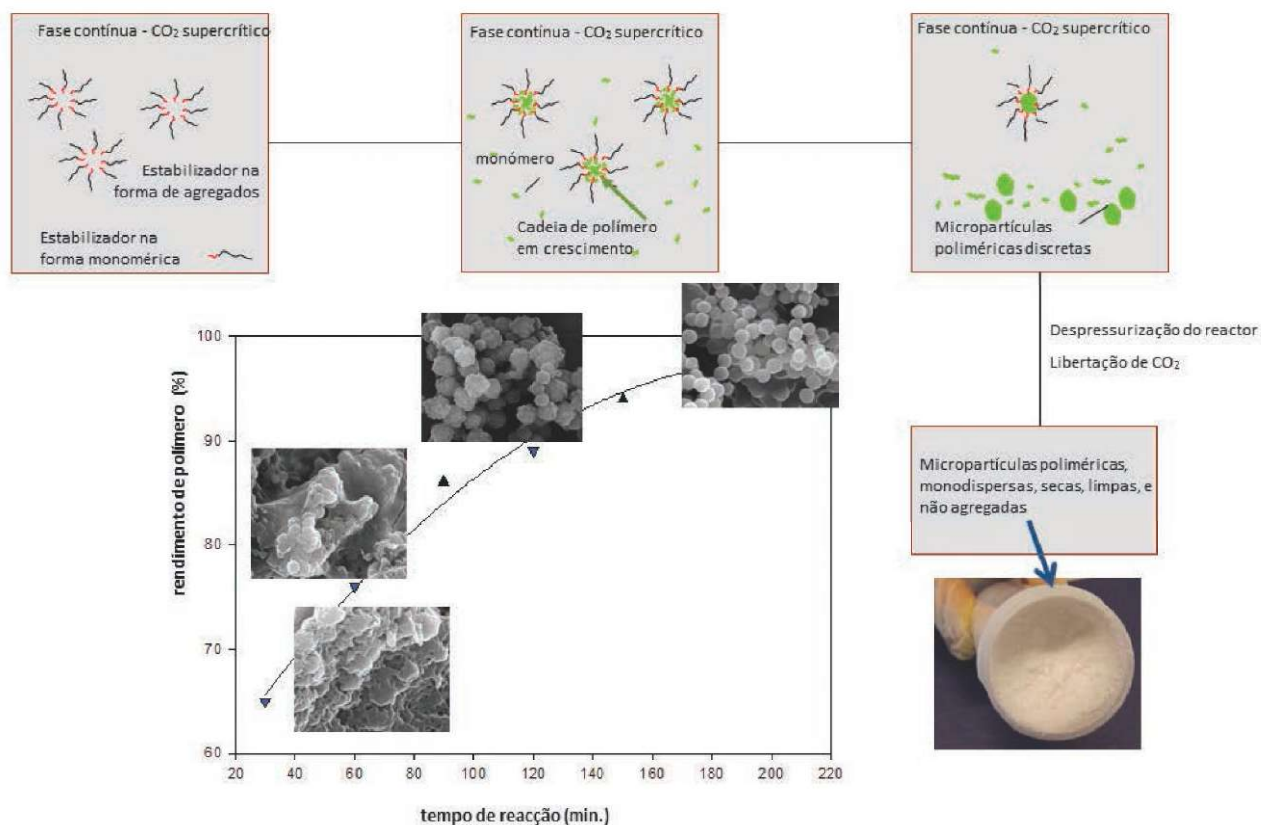 Fase contínua - CO₂ supercrítico
Estabilizador na
forma de agregados
Estabilizador na
forma monomérica
Fase contínua - CO₂ supercrítico
monómero
Cadeia de polímero
em crescimento
Fase contínua - CO₂ supercrítico
Micropartículas
poliméricas discretas
Despressurização do reactor
Libertação de CO₂
Micropartículas poliméricas,
monodispersas, secas, limpas, e
não agregadas
rendimento de polímero (%)
100
90
80
70
60
20 40 60 80 100 120 140 160 180 200 220
tempo de reacção (min.)